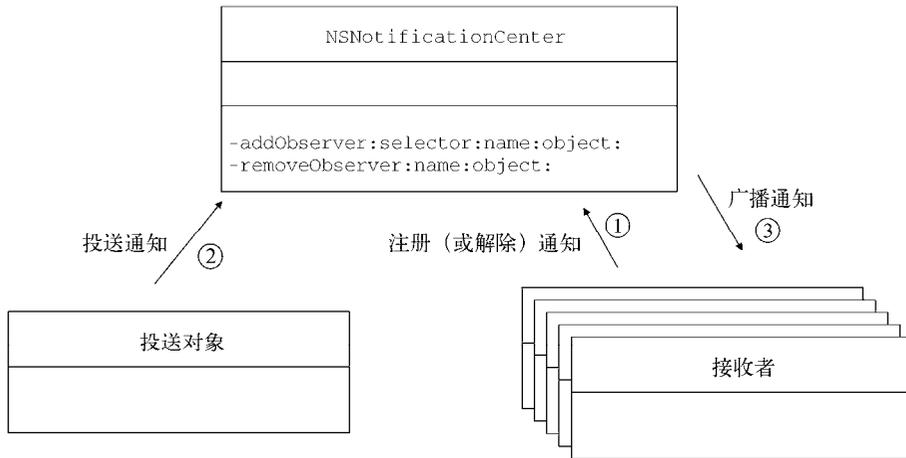 NSNotificationCenter
-addObserver:selector:name:object:
-removeObserver:name:object:
投送通知
②
注册（或解除）通知
①
广播通知
③
投送对象
接收者